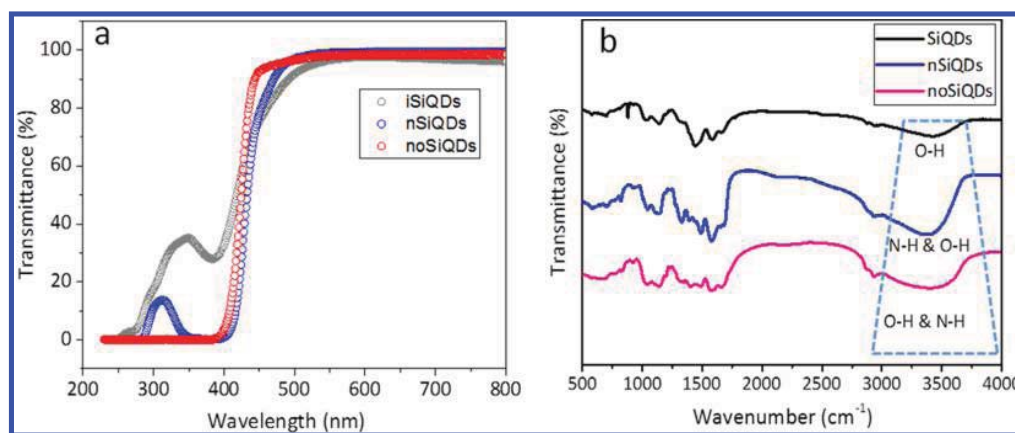 a
100
80
60
40
20
0
Transmittance (%)
iSiQDs
nSiQDs
noSiQDs
200 300 400 500 600 700 800
Wavelength (nm)
b
SiQDs
nSiQDs
noSiQDs
Transmittance (%)
O-H
N-H & O-H
O-H & N-H
500 1000 1500 2000 2500 3000 3500 4000
Wavenumber (cm⁻¹)